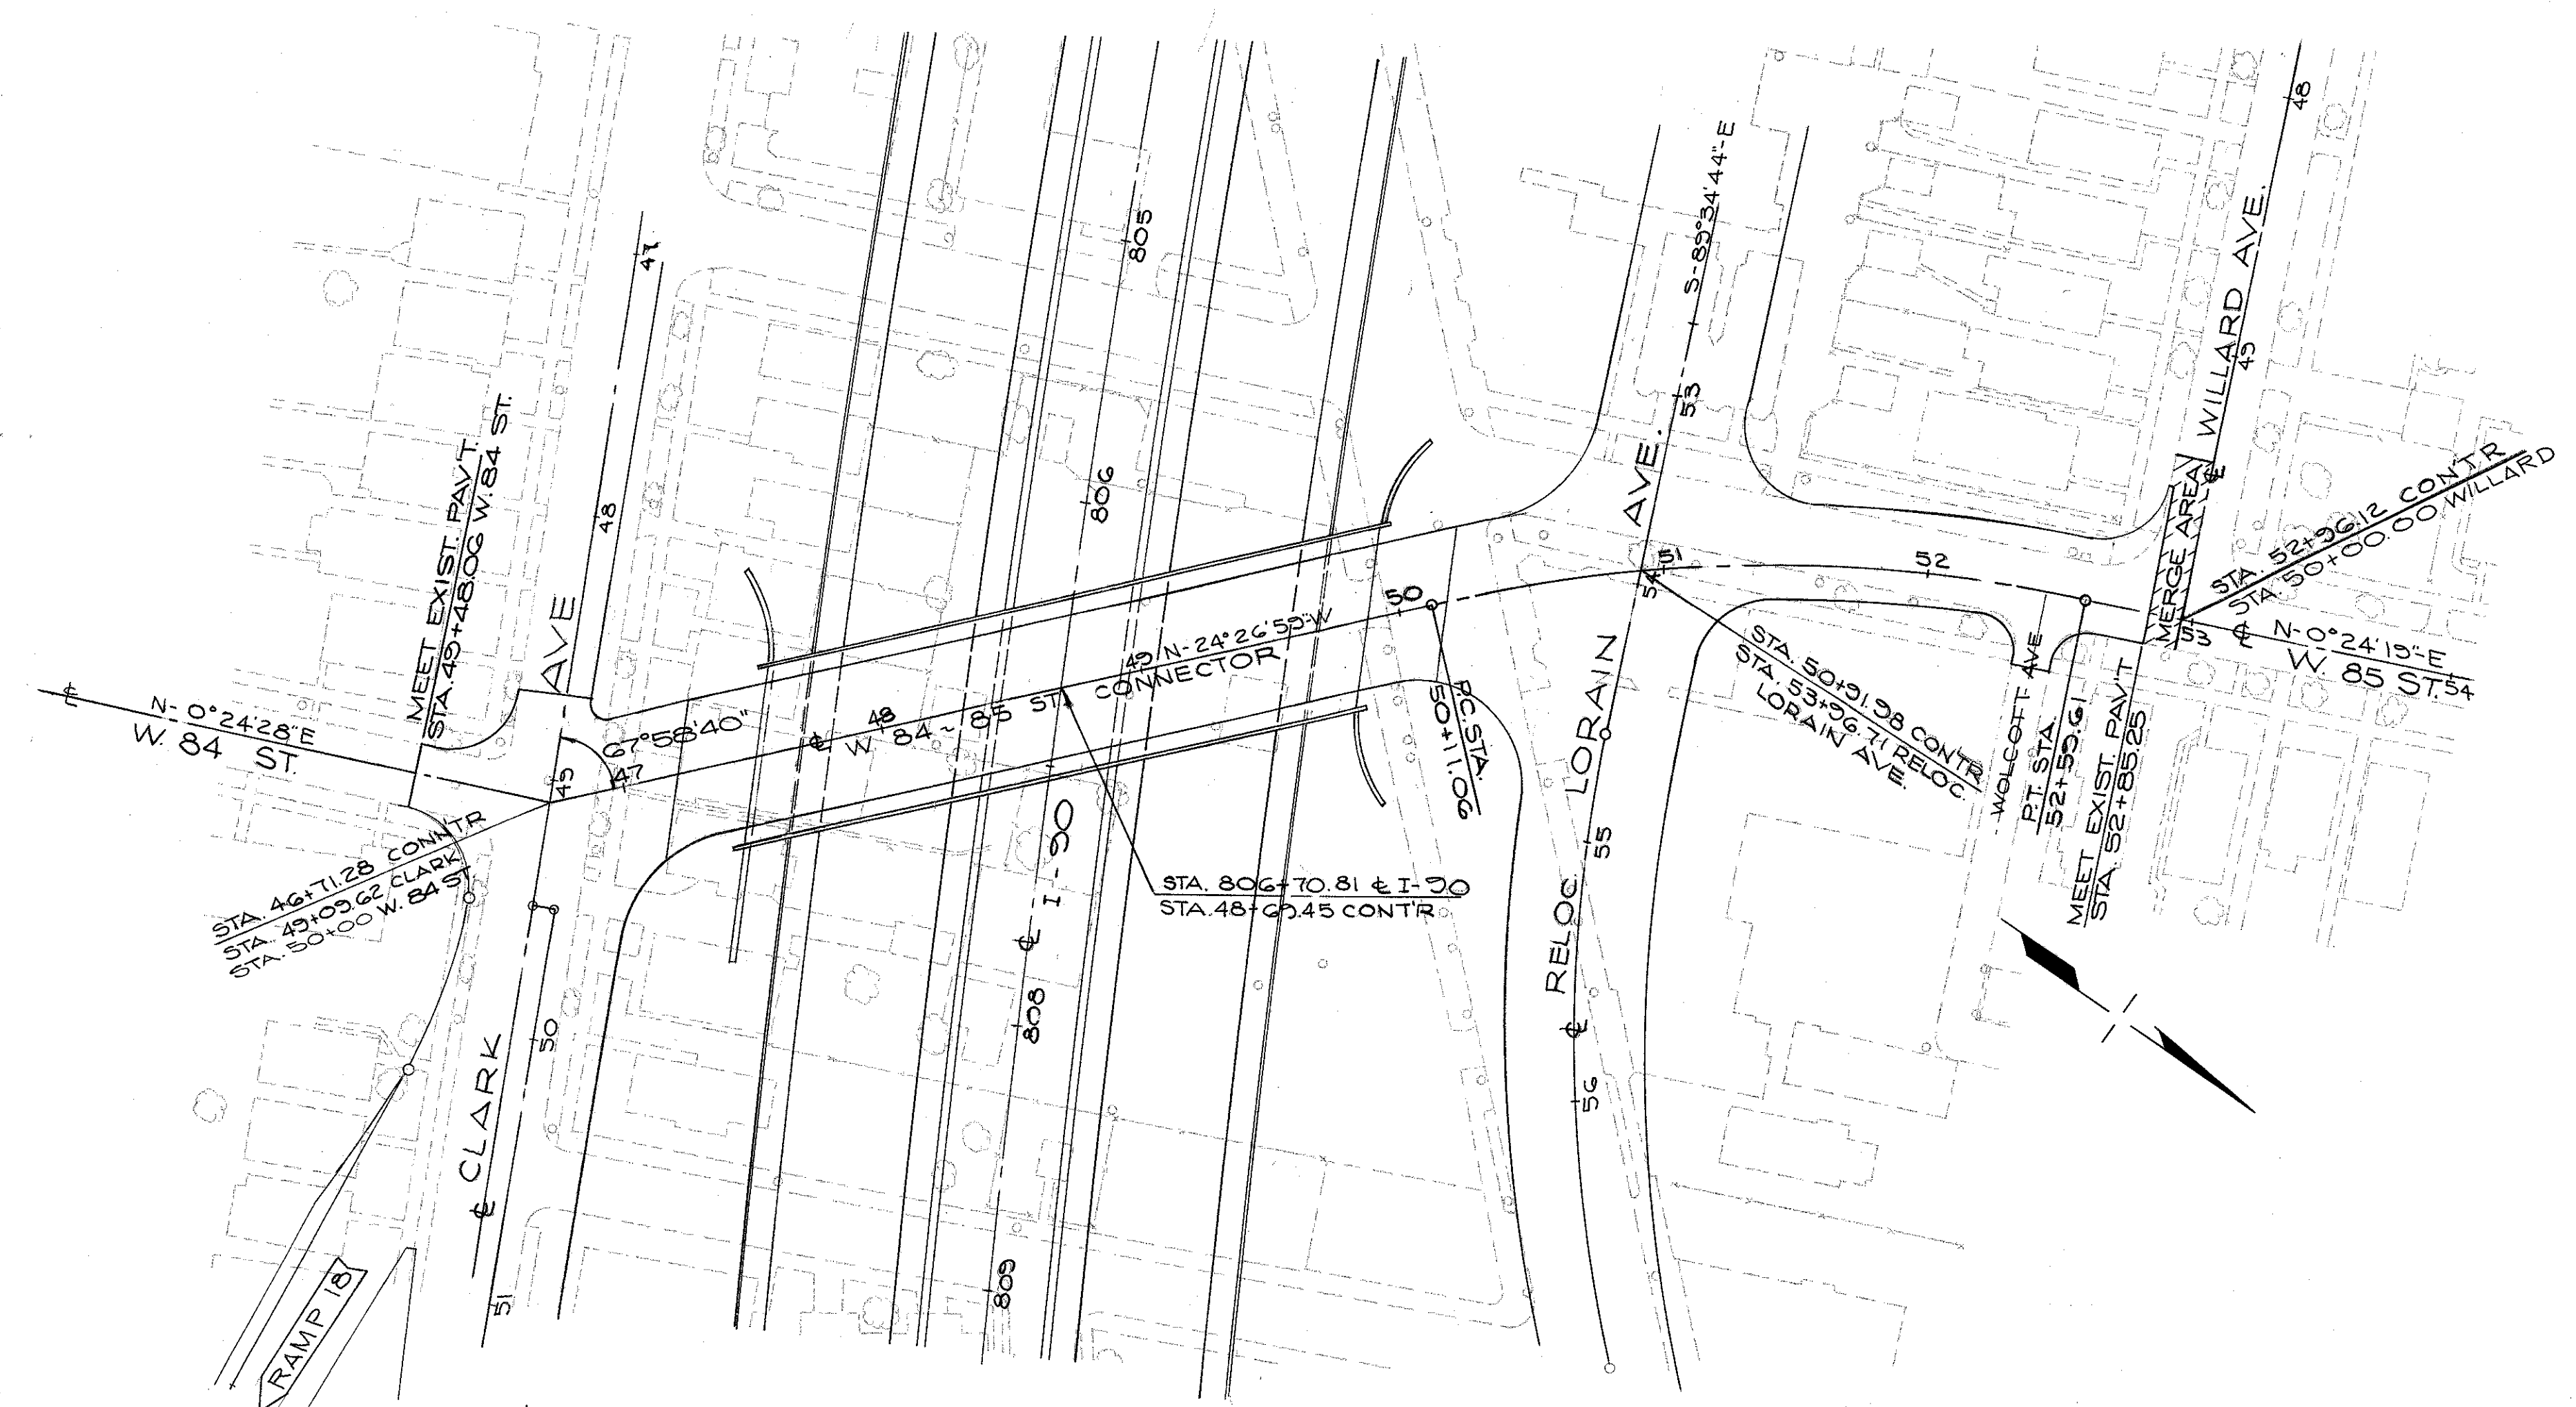 48
WILLARD AVE.
49
℄
47
48
805
806
S-89°34'44"-E
53
MEET EXIST. PAV'T.
STA. 49+48.06 W. 84 ST.
AVE
AVE.
STA. 52+96.12 CONT'R
STA. 50+00.00 WILLARD
MERGE AREA
℄
N-0°24'28"E
W. 84 ST.
67°58'40"
47
49
48
℄ W 84~85 ST.
CONNECTOR
49 N-24°26'59"-W
50
51
54
52
53
℄
N-0°24'19"-E
W. 85 ST.
54
P.C. STA.
50+11.06
STA. 50+91.98 CONT'R
STA. 53+96.71 RELOC.
LORAIN AVE.
WOLCOTT AVE
P.T. STA.
52+59.61
MEET EXIST. PAV'T
STA. 52+85.25
STA. 46+71.28 CONN'TR
STA. 49+09.62 CLARK
STA. 50+00 W. 84 ST
STA. 806+70.81 ℄ I-90
STA. 48+69.45 CONT'R
℄ I-90
808
809
℄ RELOC. LORAIN
55
56
℄ CLARK
50
51
RAMP 18